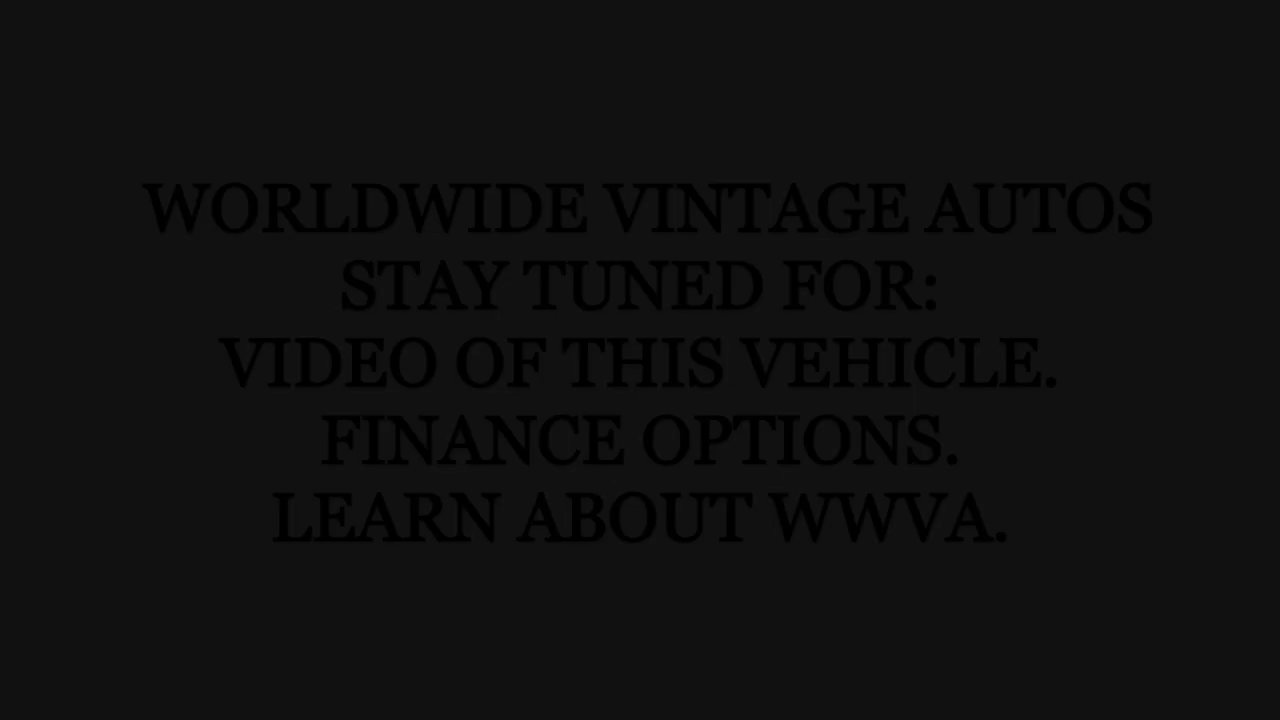 WORLDWIDE VINTAGE AUTOS
STAY TUNED FOR:
VIDEO OF THIS VEHICLE.
FINANCE OPTIONS.
LEARN ABOUT WWVA.